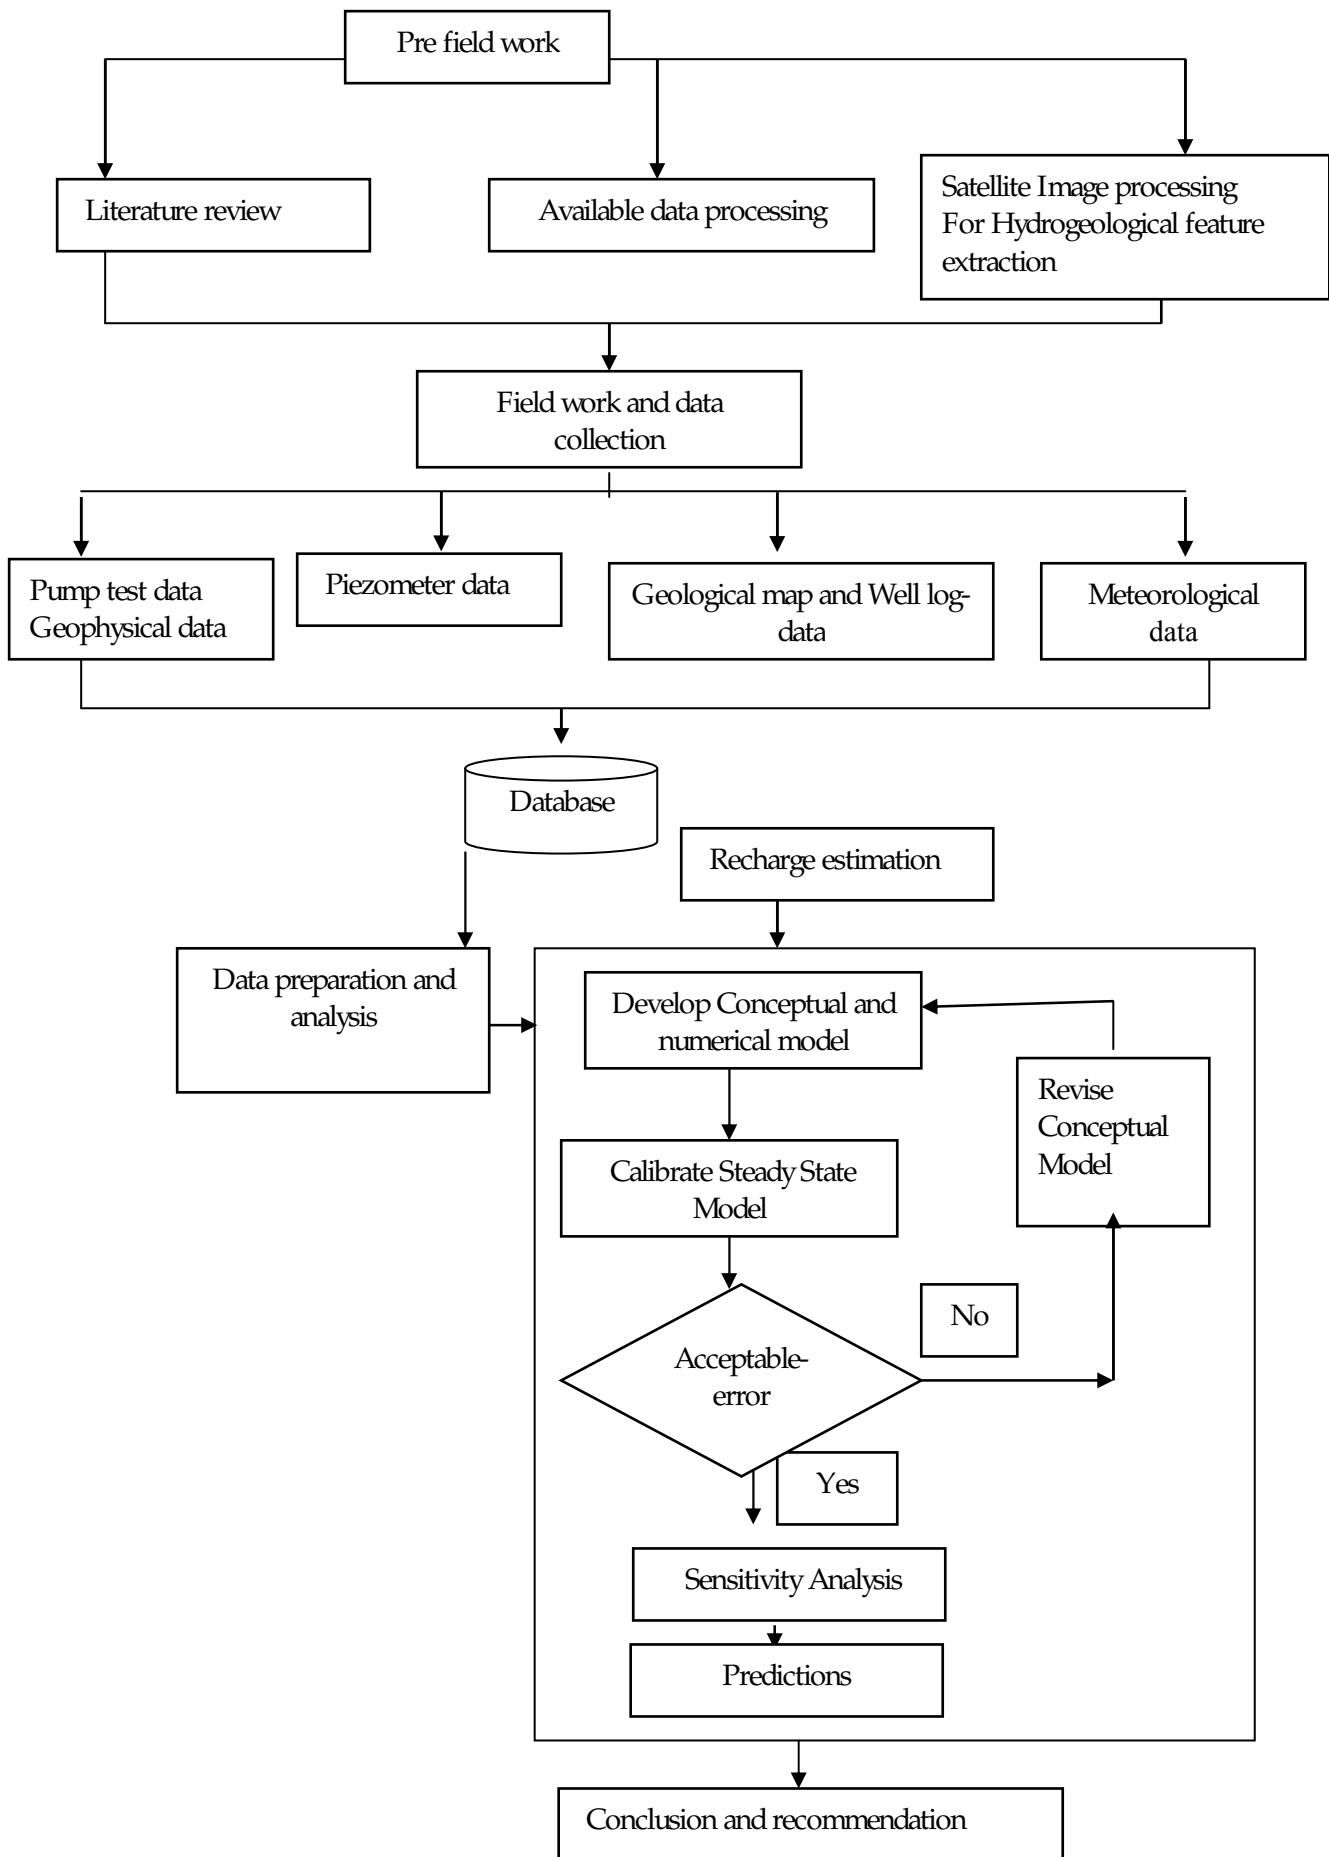 Pre field work
Literature review
Available data processing
Satellite Image processing
For Hydrogeological feature
extraction
Field work and data
collection
Pump test data
Geophysical data
Piezometer data
Geological map and Well log-
data
Meteorological
data
Database
Recharge estimation
Data preparation and
analysis
Develop Conceptual and
numerical model
Revise
Conceptual
Model
Calibrate Steady State
Model
No
Acceptable-
error
Yes
Sensitivity Analysis
Predictions
Conclusion and recommendation